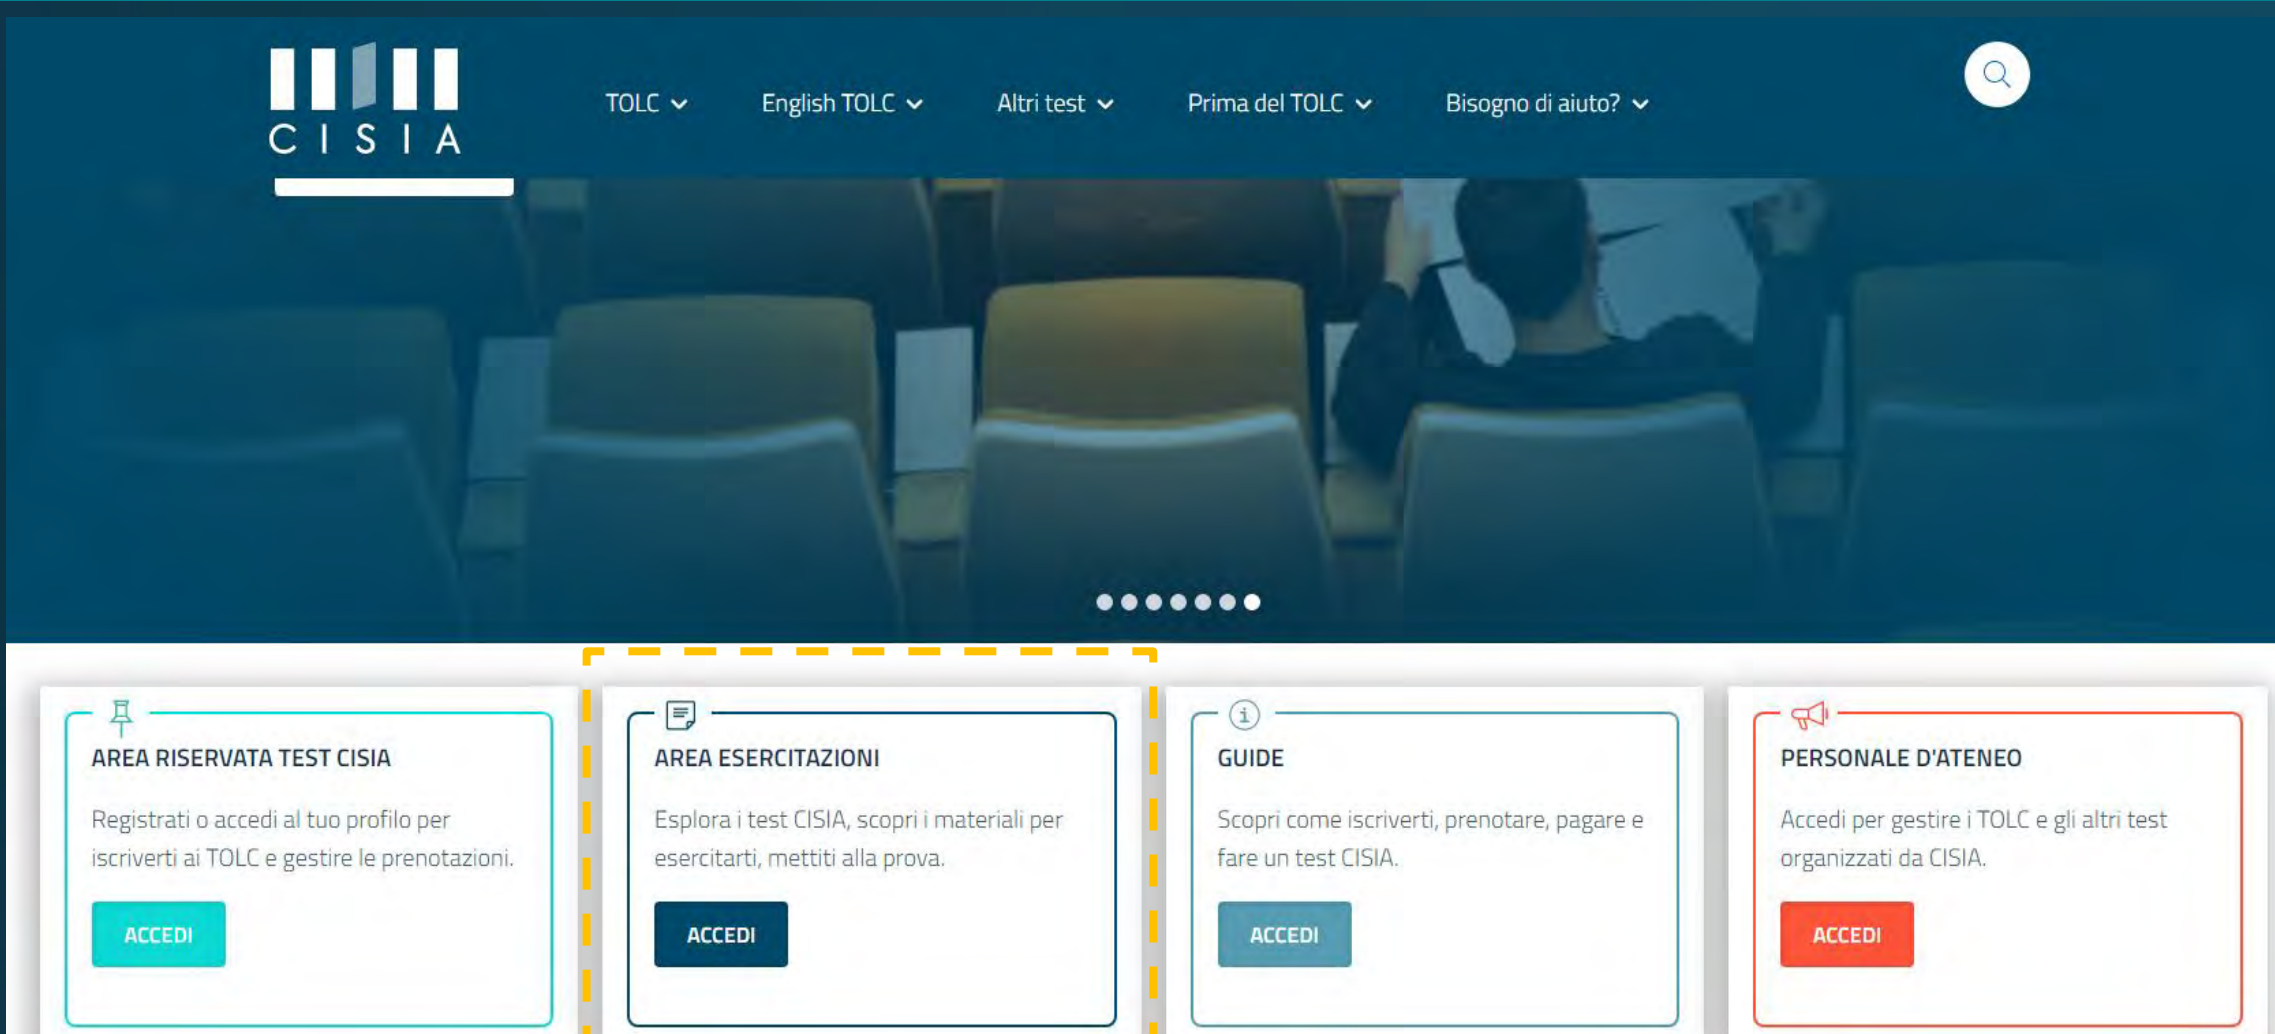 CISIA
TOLC
English TOLC
Altri test
Prima del TOLC
Bisogno di aiuto?
AREA RISERVATA TEST CISIA
Registrati o accedi al tuo profilo per
iscriverti ai TOLC e gestire le prenotazioni.
ACCEDI
AREA ESERCITAZIONI
Esplora i test CISIA, scopri i materiali per
esercitarti, mettiti alla prova.
ACCEDI
GUIDE
Scopri come iscriverti, prenotare, pagare e
fare un test CISIA.
ACCEDI
PERSONALE D'ATENEO
Accedi per gestire i TOLC e gli altri test
organizzati da CISIA.
ACCEDI